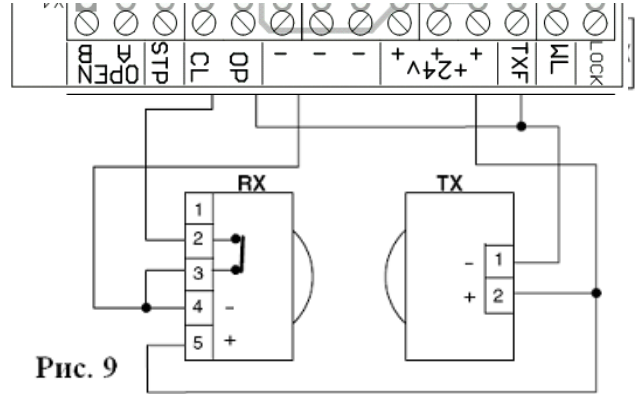 OPEN B
A
STP
CL
OP
-
-
-
+
+
+
+24v
TXF
WL
LOCK
RX
TX
1
2
3
4 -
5 +
- 1
+ 2
Рис. 9